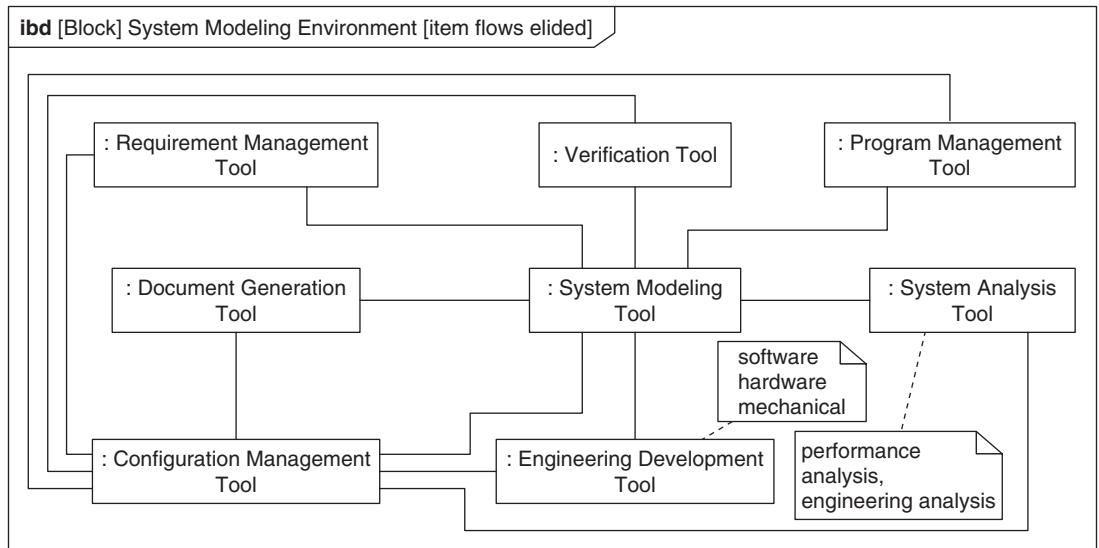 ibd [Block] System Modeling Environment [item flows elided]
: Requirement Management
Tool
: Verification Tool
: Program Management
Tool
: Document Generation
Tool
: System Modeling
Tool
: System Analysis
Tool
software
hardware
mechanical
: Configuration Management
Tool
: Engineering Development
Tool
performance
analysis,
engineering analysis